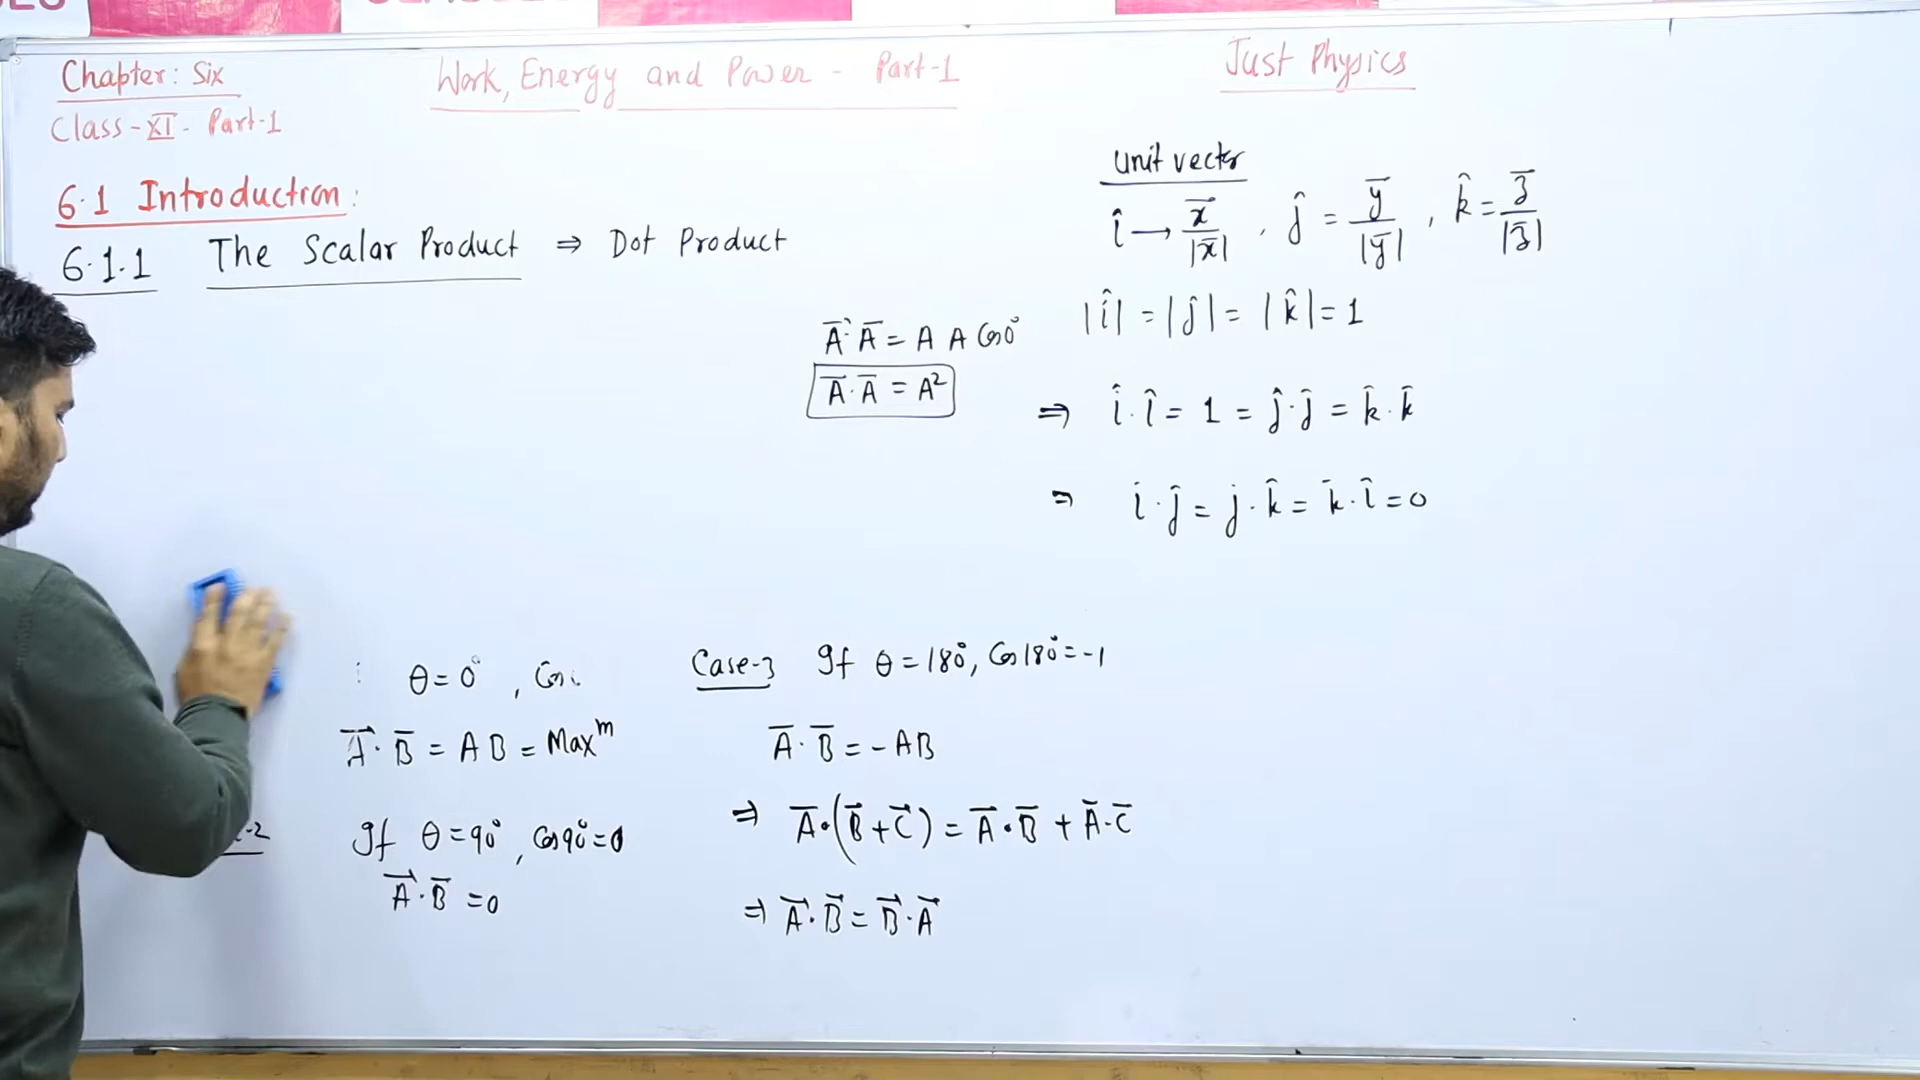 Chapter: Six
Work, Energy and Power - Part-1
Just Physics
Class-XI- Part-1
6.1 Introduction:
6.1.1 The Scalar Product ⇒ Dot Product
unit vector
î → x̄/|x̄| , ĵ = ȳ/|ȳ| , k̂ = z̄/|z̄|
|î| = |ĵ| = |k̂| = 1
A⃗·A̅ = A A Cos0°
A̅·A̅ = A²
⇒ î·î = 1 = ĵ·ĵ = k̂·k̂
⇒ i·ĵ = j·k̂ = k̄·î = 0
θ = 0° , Cos
A⃗·B̅ = AB = Maxᵐ
-2 If θ = 90° , Cos90° = 0
A⃗·B̅ = 0
Case-3 If θ = 180°, Cos180° = -1
A̅·B̅ = -AB
⇒ A̅·(B⃗+C⃗) = A̅·B̅ + A̅·C̅
⇒ A⃗·B⃗ = B⃗·A⃗